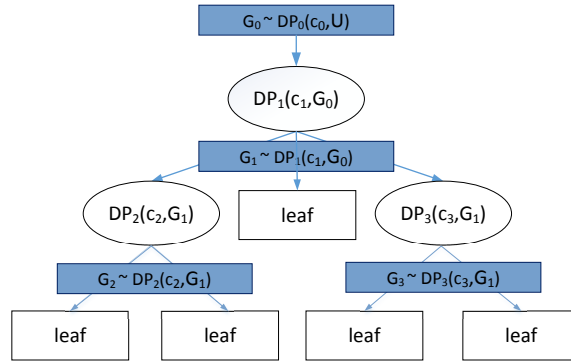 G₀ ~ DP₀(c₀,U)
DP₁(c₁,G₀)
G₁ ~ DP₁(c₁,G₀)
DP₂(c₂,G₁)
leaf
DP₃(c₃,G₁)
G₂ ~ DP₂(c₂,G₁)
G₃ ~ DP₃(c₃,G₁)
leaf
leaf
leaf
leaf